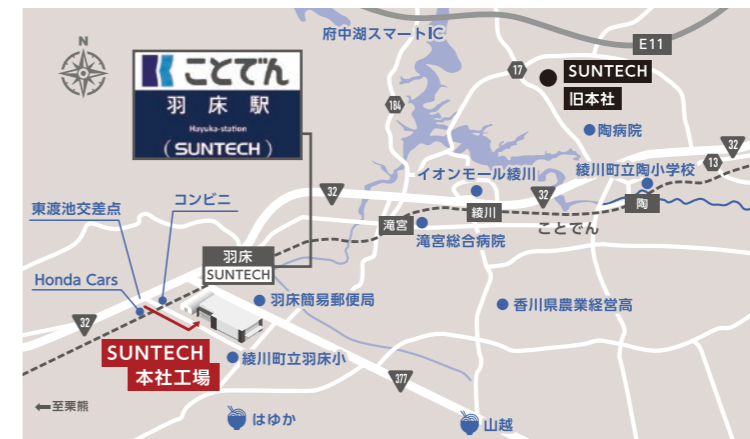 N
府中湖スマートIC
E11
ことでん
羽床駅
Hayuka-station
(SUNTECH)
184
17
SUNTECH
旧本社
陶病院
32
13
イオンモール綾川
綾川町立陶小学校
32
32
綾川
陶
滝宮
滝宮総合病院
ことでん
東渡池交差点
コンビニ
羽床
SUNTECH
Honda Cars
羽床簡易郵便局
香川県農業経営高
32
SUNTECH
本社工場
綾川町立羽床小
377
←至栗熊
はゆか
山越